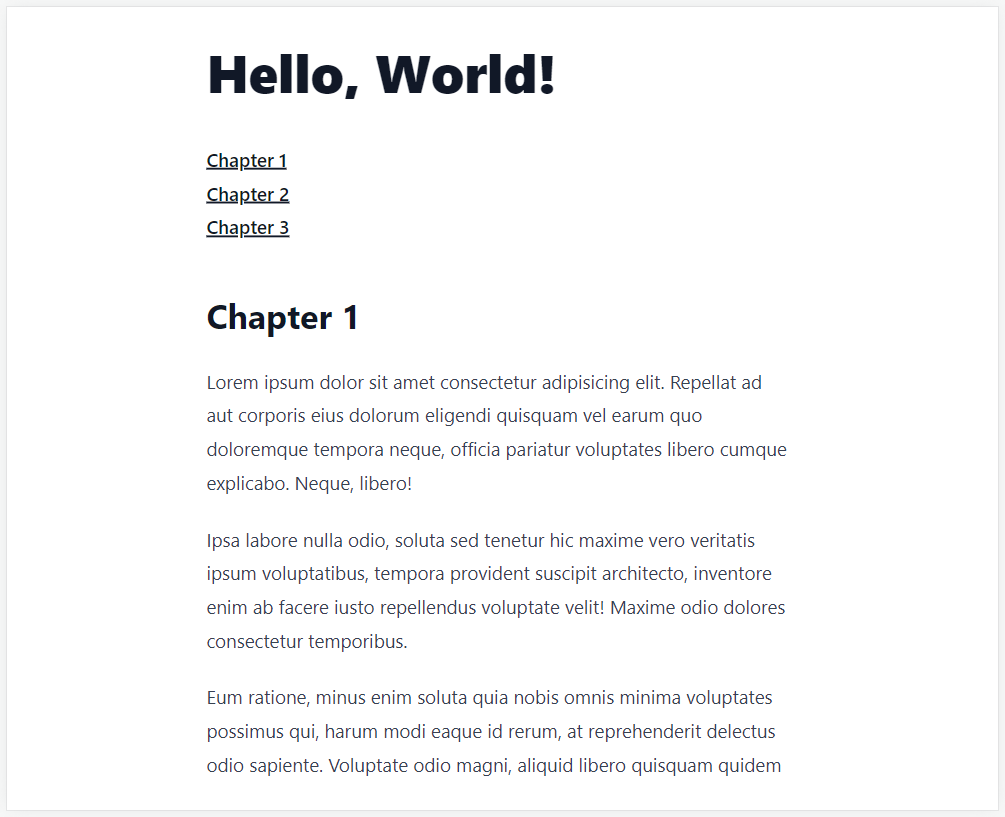 Hello, World!
Chapter 1
Chapter 2
Chapter 3
Chapter 1
Lorem ipsum dolor sit amet consectetur adipisicing elit. Repellat ad
aut corporis eius dolorum eligendi quisquam vel earum quo
doloremque tempora neque, officia pariatur voluptates libero cumque
explicabo. Neque, libero!
Ipsa labore nulla odio, soluta sed tenetur hic maxime vero veritatis
ipsum voluptatibus, tempora provident suscipit architecto, inventore
enim ab facere iusto repellendus voluptate velit! Maxime odio dolores
consectetur temporibus.
Eum ratione, minus enim soluta quia nobis omnis minima voluptates
possimus qui, harum modi eaque id rerum, at reprehenderit delectus
odio sapiente. Voluptate odio magni, aliquid libero quisquam quidem